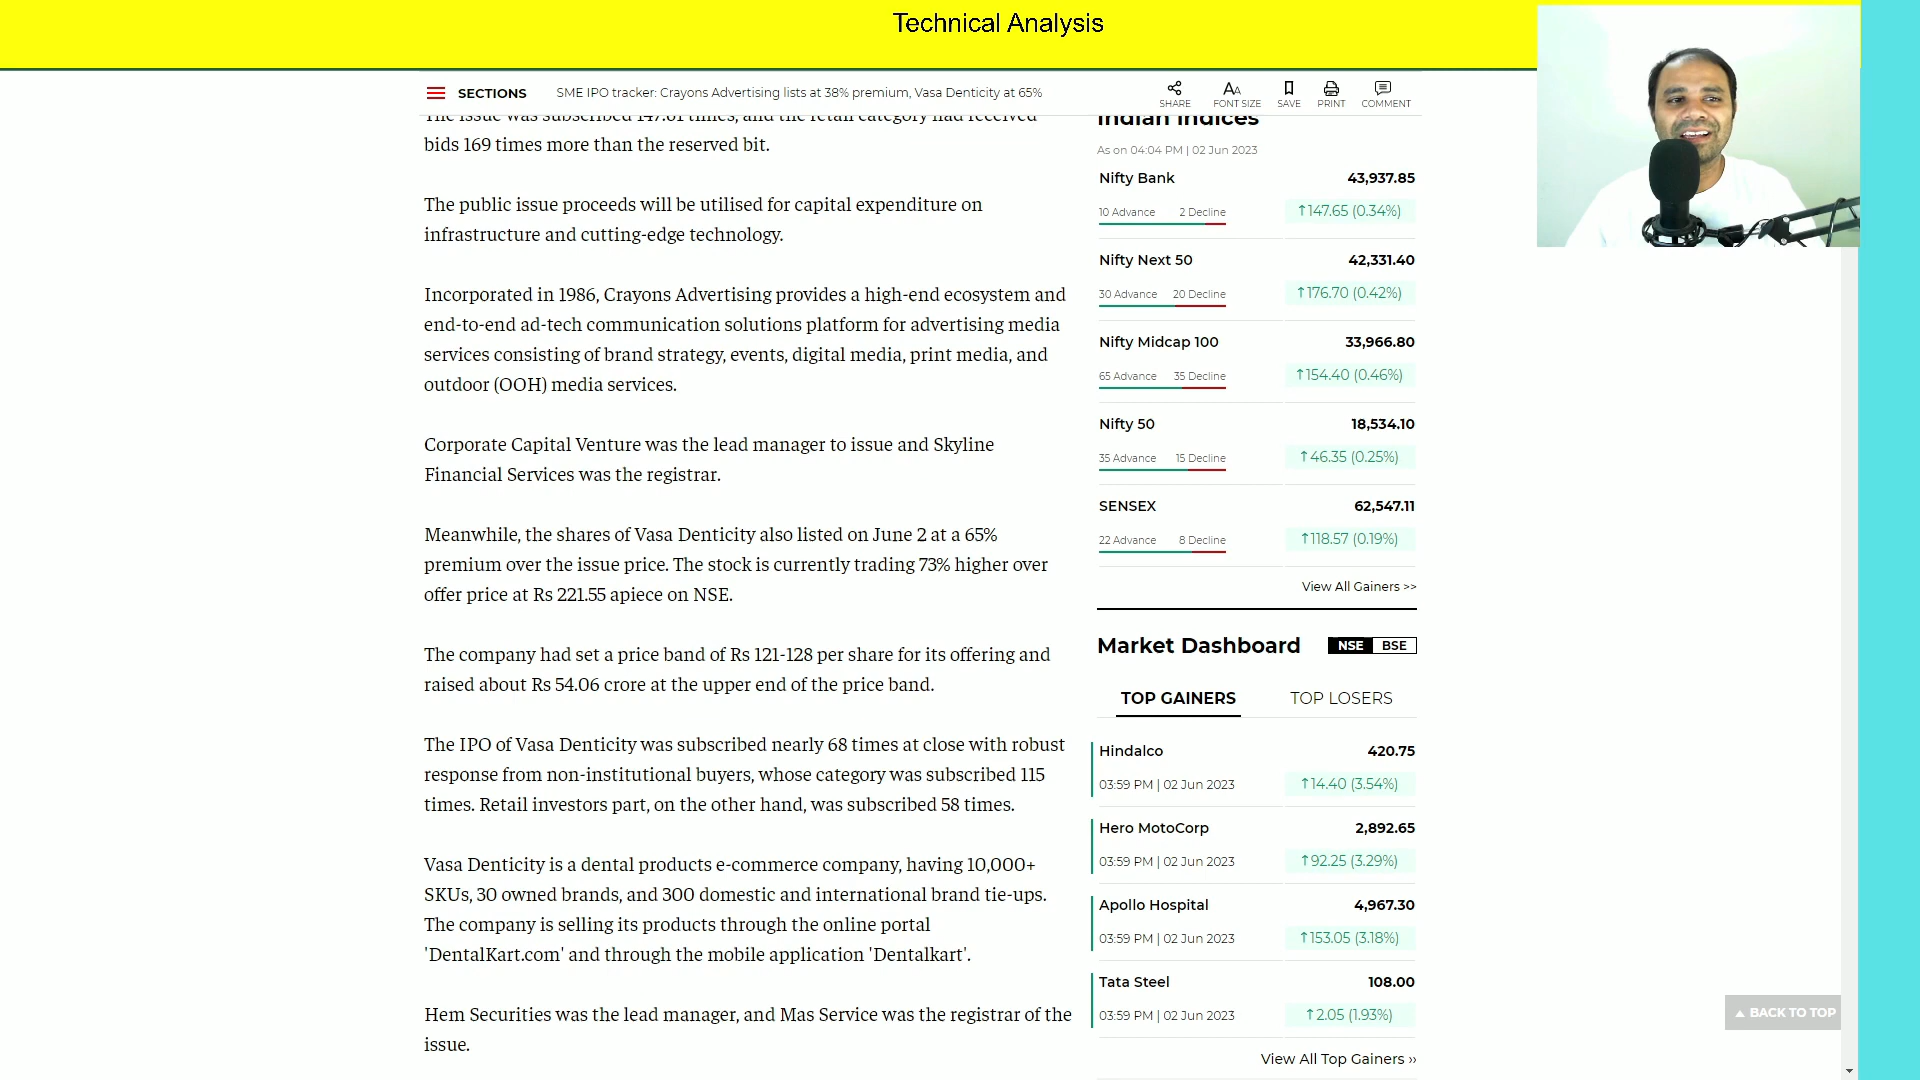 Technical Analysis
SECTIONS
SME IPO tracker: Crayons Advertising lists at 38% premium, Vasa Denticity at 65%
SHARE
AA
FONT SIZE
SAVE
PRINT
COMMENT
The issue was subscribed 147.61 times, and the retail category had received
bids 169 times more than the reserved bit.
The public issue proceeds will be utilised for capital expenditure on
infrastructure and cutting-edge technology.
Incorporated in 1986, Crayons Advertising provides a high-end ecosystem and
end-to-end ad-tech communication solutions platform for advertising media
services consisting of brand strategy, events, digital media, print media, and
outdoor (OOH) media services.
Corporate Capital Venture was the lead manager to issue and Skyline
Financial Services was the registrar.
Meanwhile, the shares of Vasa Denticity also listed on June 2 at a 65%
premium over the issue price. The stock is currently trading 73% higher over
offer price at Rs 221.55 apiece on NSE.
The company had set a price band of Rs 121-128 per share for its offering and
raised about Rs 54.06 crore at the upper end of the price band.
The IPO of Vasa Denticity was subscribed nearly 68 times at close with robust
response from non-institutional buyers, whose category was subscribed 115
times. Retail investors part, on the other hand, was subscribed 58 times.
Vasa Denticity is a dental products e-commerce company, having 10,000+
SKUs, 30 owned brands, and 300 domestic and international brand tie-ups.
The company is selling its products through the online portal
'DentalKart.com' and through the mobile application 'Dentalkart'.
Hem Securities was the lead manager, and Mas Service was the registrar of the
issue.
Indian Indices
As on 04:04 PM | 02 Jun 2023
Nifty Bank 43,937.85
10 Advance 2 Decline ↑147.65 (0.34%)
Nifty Next 50 42,331.40
30 Advance 20 Decline ↑176.70 (0.42%)
Nifty Midcap 100 33,966.80
65 Advance 35 Decline ↑154.40 (0.46%)
Nifty 50 18,534.10
35 Advance 15 Decline ↑46.35 (0.25%)
SENSEX 62,547.11
22 Advance 8 Decline ↑118.57 (0.19%)
View All Gainers >>
Market Dashboard NSE BSE
TOP GAINERS TOP LOSERS
Hindalco 420.75
03:59 PM | 02 Jun 2023 ↑14.40 (3.54%)
Hero MotoCorp 2,892.65
03:59 PM | 02 Jun 2023 ↑92.25 (3.29%)
Apollo Hospital 4,967.30
03:59 PM | 02 Jun 2023 ↑153.05 (3.18%)
Tata Steel 108.00
03:59 PM | 02 Jun 2023 ↑2.05 (1.93%)
View All Top Gainers ››
▲ BACK TO TOP